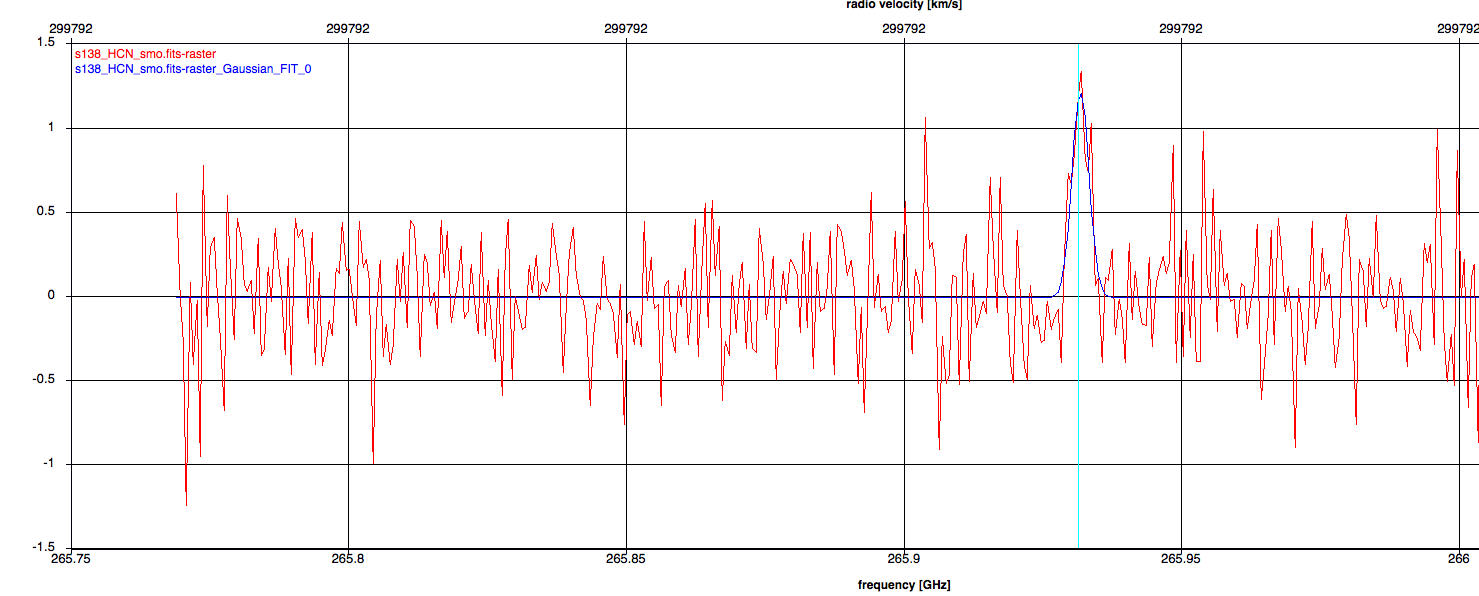 radio velocity [km/s]
299792 299792 299792 299792 299792 299792
1.5
s138_HCN_smo.fits-raster
s138_HCN_smo.fits-raster_Gaussian_FIT_0
1
0.5
0
-0.5
-1
-1.5
265.75 265.8 265.85 265.9 265.95 266
frequency [GHz]